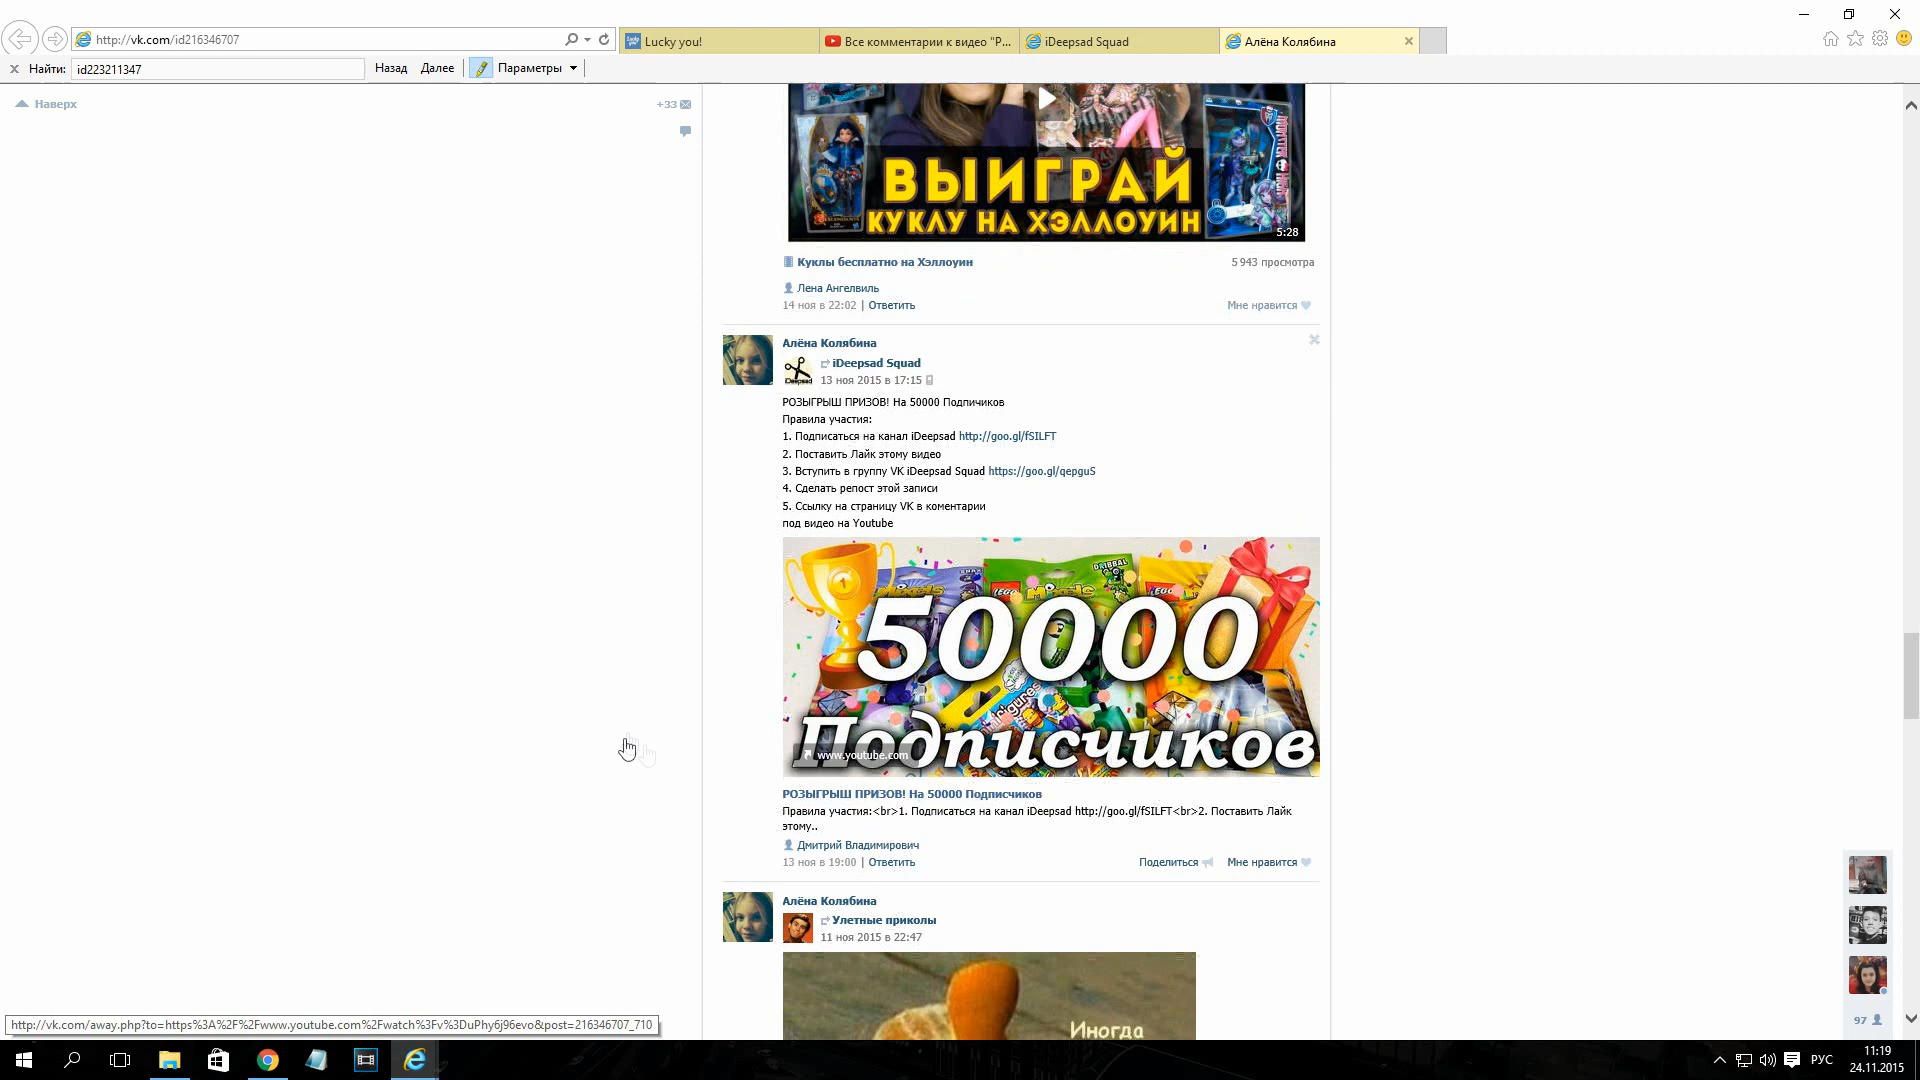 http://vk.com/id216346707
Lucky you!
Все комментарии к видео "Р...
iDeepsad Squad
Алёна Колябина
Найти: id223211347
Назад Далее Параметры
Наверх
+33
ВЫИГРАЙ
КУКЛУ НА ХЭЛЛОУИН
5:28
Куклы бесплатно на Хэллоуин
5 943 просмотра
Лена Ангелвиль
14 ноя в 22:02 | Ответить
Мне нравится
Алёна Колябина
iDeepsad Squad
13 ноя 2015 в 17:15
РОЗЫГРЫШ ПРИЗОВ! На 50000 Подпичиков
Правила участия:
1. Подписаться на канал iDeepsad http://goo.gl/fSILFT
2. Поставить Лайк этому видео
3. Вступить в группу VK iDeepsad Squad https://goo.gl/qepguS
4. Сделать репост этой записи
5. Ссылку на страницу VK в коментарии
под видео на Youtube
50000
Подписчиков
www.youtube.com
РОЗЫГРЫШ ПРИЗОВ! На 50000 Подписчиков
Правила участия:<br>1. Подписаться на канал iDeepsad http://goo.gl/fSILFT<br>2. Поставить Лайк
этому..
Дмитрий Владимирович
13 ноя в 19:00 | Ответить
Поделиться
Мне нравится
Алёна Колябина
Улетные приколы
11 ноя 2015 в 22:47
Иногда
97
http://vk.com/away.php?to=https%3A%2F%2Fwww.youtube.com%2Fwatch%3Fv%3DuPhy6j96evo&post=216346707_710
РУС
11:19
24.11.2015